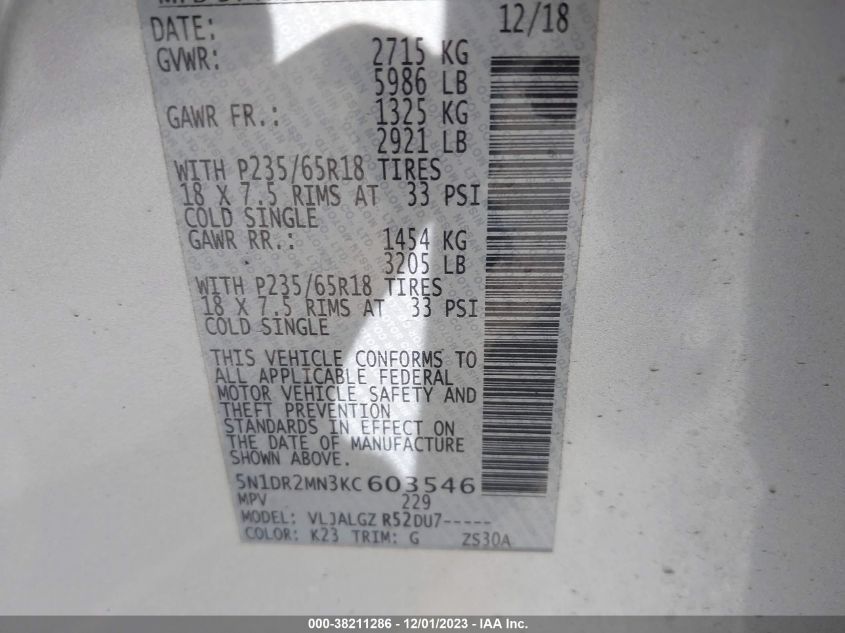 DATE: 12/18
GVWR: 2715 KG
5986 LB
GAWR FR.: 1325 KG
2921 LB
WITH P235/65R18 TIRES
18 X 7.5 RIMS AT 33 PSI
COLD SINGLE
GAWR RR.: 1454 KG
3205 LB
WITH P235/65R18 TIRES
18 X 7.5 RIMS AT 33 PSI
COLD SINGLE
THIS VEHICLE CONFORMS TO
ALL APPLICABLE FEDERAL
MOTOR VEHICLE SAFETY AND
THEFT PREVENTION
STANDARDS IN EFFECT ON
THE DATE OF MANUFACTURE
SHOWN ABOVE.
5N1DR2MN3KC603546
MPV 229
MODEL: VLJALGZ R52DU7-----
COLOR: K23 TRIM: G ZS30A
000-38211286 - 12/01/2023 - IAA Inc.